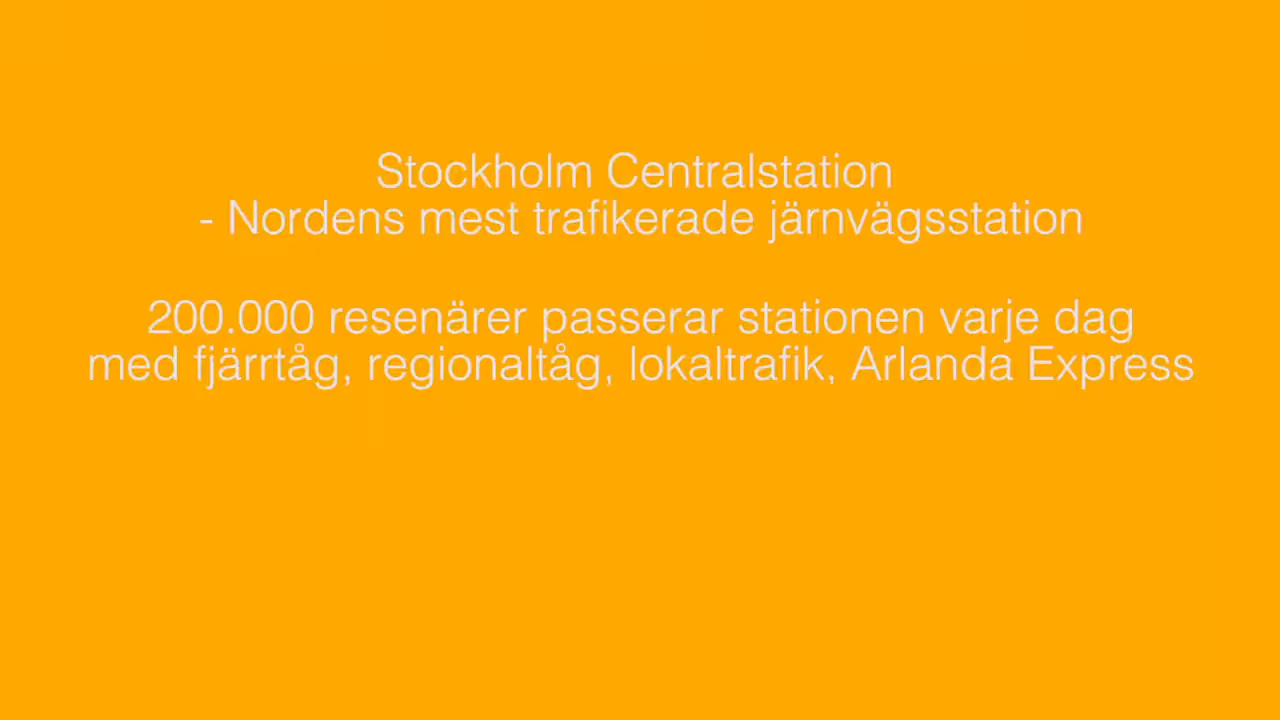 Stockholm Centralstation
- Nordens mest trafikerade järnvägsstation
200.000 resenärer passerar stationen varje dag
med fjärrtåg, regionaltåg, lokaltrafik, Arlanda Express